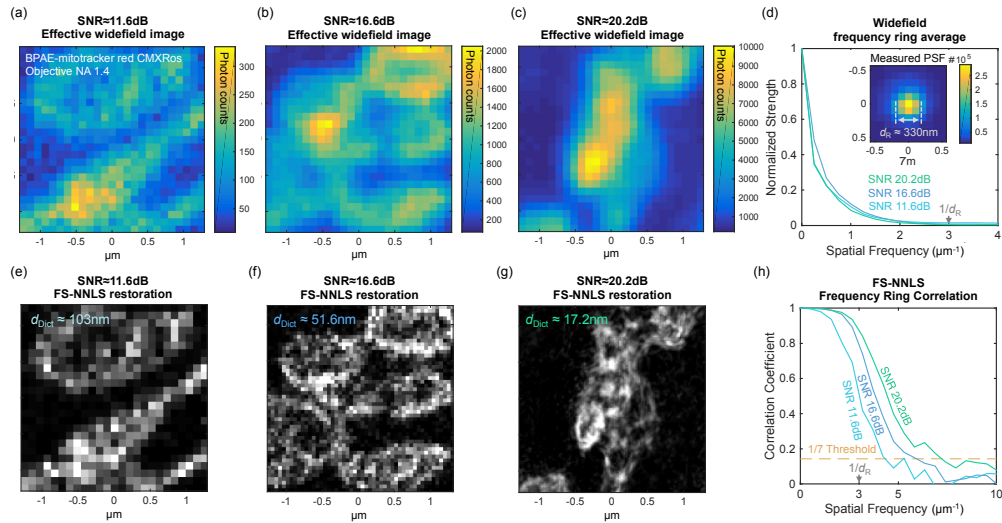 (a)
SNR≈11.6dB
Effective widefield image
BPAE-mitotracker red CMXRos
Objective NA 1.4
Photon counts
300
250
200
150
100
50
-1
-0.5
0
0.5
1
µm
(b)
SNR≈16.6dB
Effective widefield image
Photon counts
2000
1800
1600
1400
1200
1000
800
600
400
200
-1
-0.5
0
0.5
1
µm
(c)
SNR≈20.2dB
Effective widefield image
Photon counts
10000
9000
8000
7000
6000
5000
4000
3000
2000
1000
-1
-0.5
0
0.5
1
µm
(d)
Widefield
frequency ring average
Normalized Strength
1
0.8
0.6
0.4
0.2
0
Measured PSF
#10⁵
-0.5
0
0.5
2.5
2
1.5
1
0.5
dR ≈ 330nm
-0.5
0
0.5
7m
SNR 20.2dB
SNR 16.6dB
SNR 11.6dB
1/dR
0
1
2
3
4
Spatial Frequency (µm⁻¹)
(e)
SNR≈11.6dB
FS-NNLS restoration
dDict ≈ 103nm
-1
-0.5
0
0.5
1
µm
(f)
SNR≈16.6dB
FS-NNLS restoration
dDict ≈ 51.6nm
-1
-0.5
0
0.5
1
µm
(g)
SNR≈20.2dB
FS-NNLS restoration
dDict ≈ 17.2nm
-1
-0.5
0
0.5
1
µm
(h)
FS-NNLS
Frequency Ring Correlation
Correlation Coefficient
1
0.8
0.6
0.4
0.2
0
SNR 20.2dB
SNR 16.6dB
SNR 11.6dB
1/7 Threshold
1/dR
0
3
5
10
Spatial Frequency (µm⁻¹)